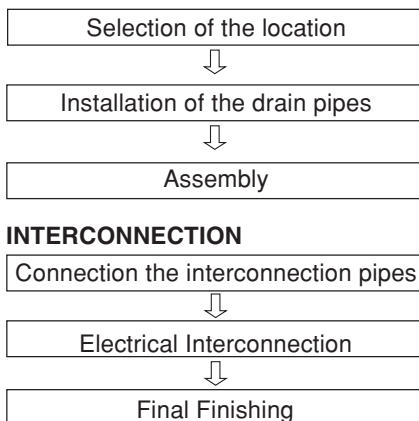 Selection of the location
Installation of the drain pipes
Assembly
INTERCONNECTION
Connection the interconnection pipes
Electrical Interconnection
Final Finishing